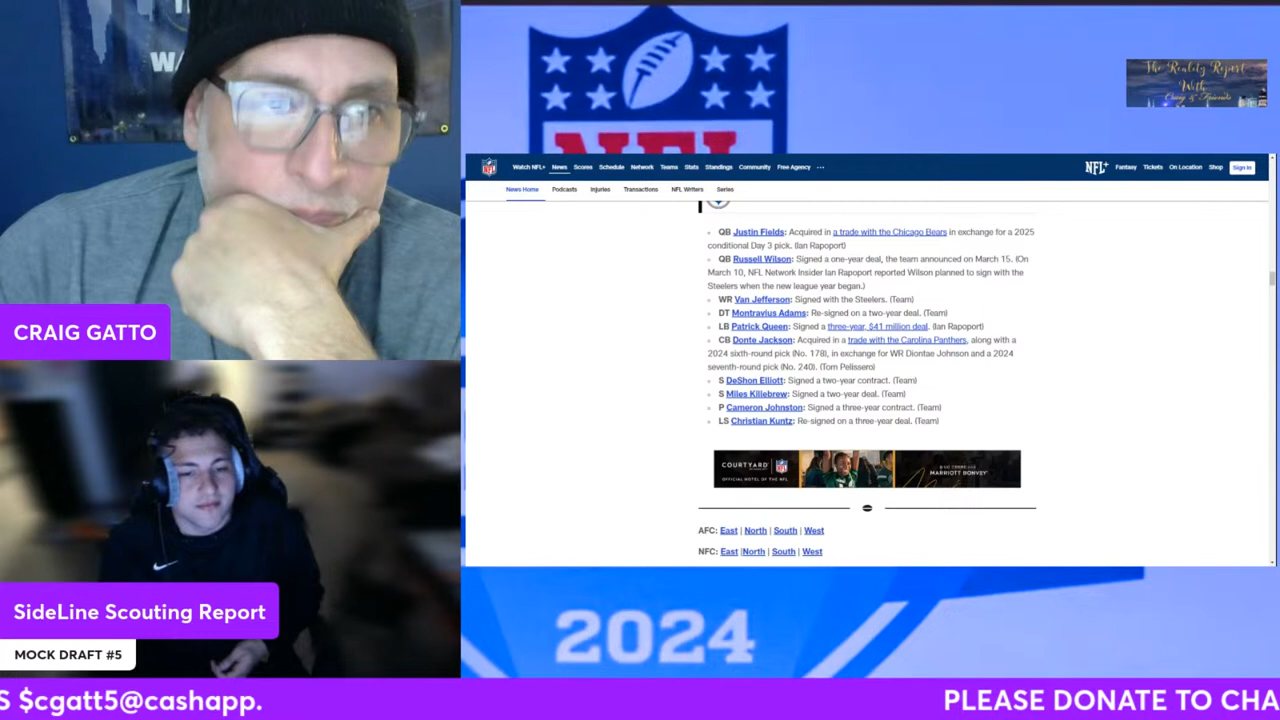 W
CRAIG GATTO
SideLine Scouting Report
MOCK DRAFT #5
NFL
The Reality Report
With
Craig & Friends
Watch NFL+ News Scores Schedule Network Teams Stats Standings Community Free Agency ···
NFL+ Fantasy Tickets On Location Shop Sign In
News Home Podcasts Injuries Transactions NFL Writers Series
QB Justin Fields: Acquired in a trade with the Chicago Bears in exchange for a 2025
conditional Day 3 pick. (Ian Rapoport)
QB Russell Wilson: Signed a one-year deal, the team announced on March 15. (On
March 10, NFL Network Insider Ian Rapoport reported Wilson planned to sign with the
Steelers when the new league year began.)
WR Van Jefferson: Signed with the Steelers. (Team)
DT Montravius Adams: Re-signed on a two-year deal. (Team)
LB Patrick Queen: Signed a three-year, $41 million deal. (Ian Rapoport)
CB Donte Jackson: Acquired in a trade with the Carolina Panthers, along with a
2024 sixth-round pick (No. 178), in exchange for WR Diontae Johnson and a 2024
seventh-round pick (No. 240). (Tom Pelissero)
S DeShon Elliott: Signed a two-year contract. (Team)
S Miles Killebrew: Signed a two-year deal. (Team)
P Cameron Johnston: Signed a three-year contract. (Team)
LS Christian Kuntz: Re-signed on a three-year deal. (Team)
COURTYARD
OFFICIAL HOTEL OF THE NFL
MARRIOTT BONVOY
AFC: East | North | South | West
NFC: East |North | South | West
2024
S $cgatt5@cashapp.
PLEASE DONATE TO CHA